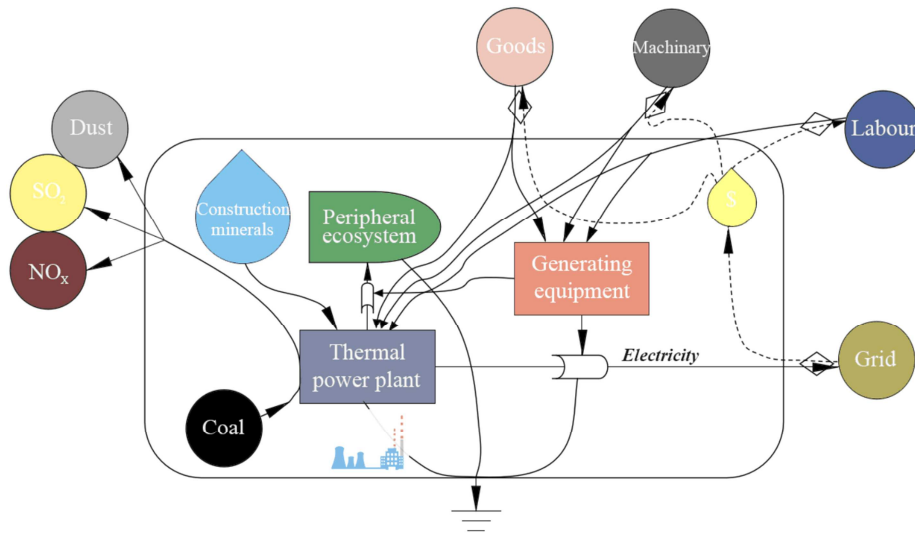 Goods
Machinary
Dust
Labour
SO₂
Construction
minerals
Peripheral
ecosystem
S
NOx
Generating
equipment
Thermal
power plant
Electricity
Grid
Coal